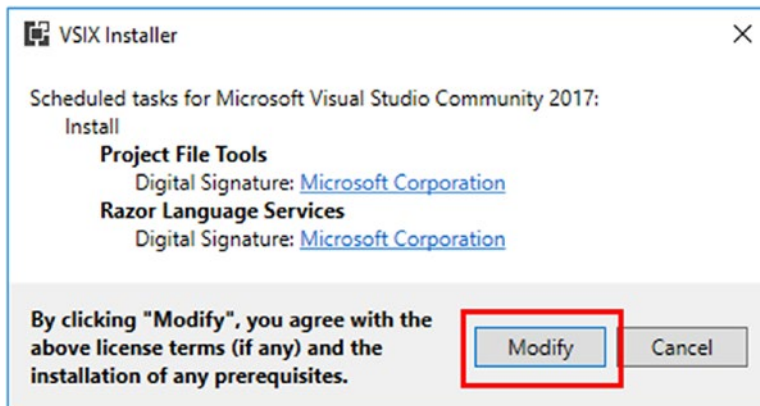 VSIX Installer
Scheduled tasks for Microsoft Visual Studio Community 2017:
Install
Project File Tools
Digital Signature: Microsoft Corporation
Razor Language Services
Digital Signature: Microsoft Corporation
By clicking "Modify", you agree with the
above license terms (if any) and the
installation of any prerequisites.
Modify
Cancel